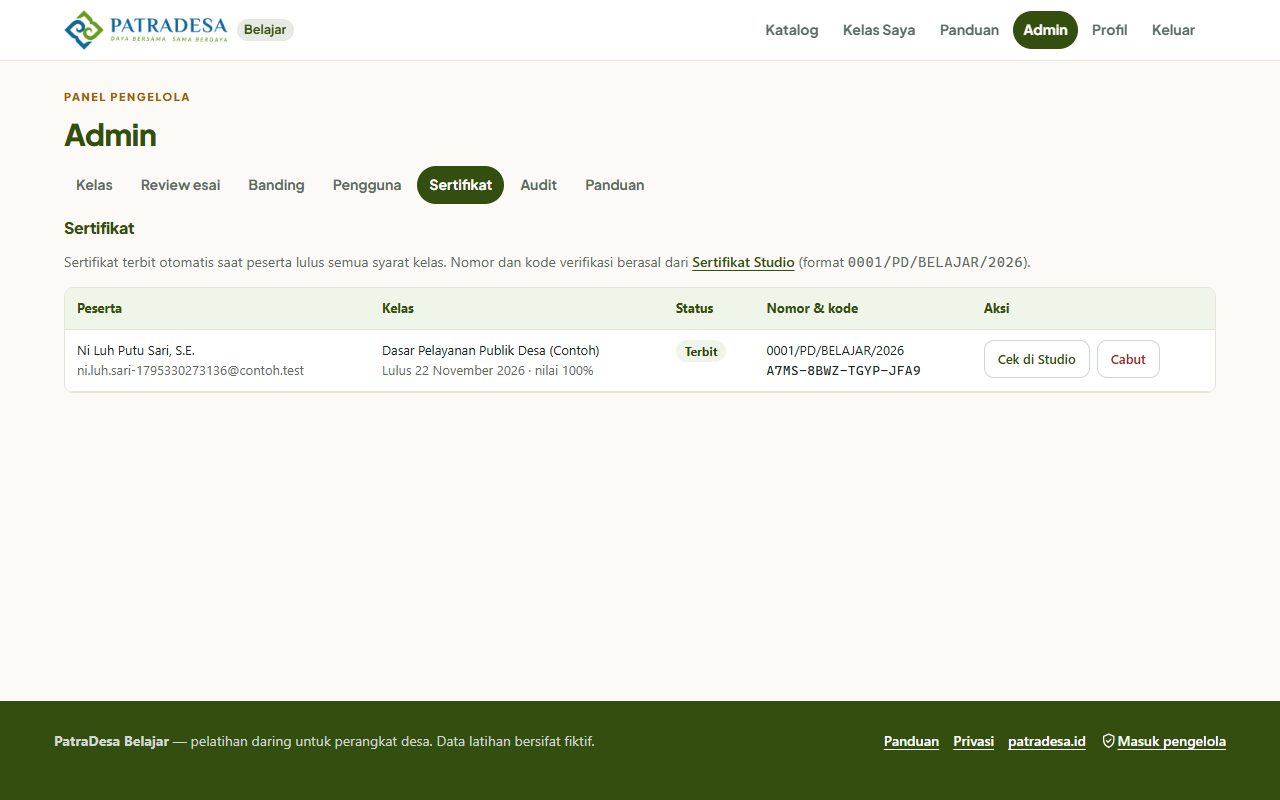 PATRADESA
DAYA BERSAMA SAMA BERDAYA
Belajar
Katalog
Kelas Saya
Panduan
Admin
Profil
Keluar
PANEL PENGELOLA
Admin
Kelas
Review esai
Banding
Pengguna
Sertifikat
Audit
Panduan
Sertifikat
Sertifikat terbit otomatis saat peserta lulus semua syarat kelas. Nomor dan kode verifikasi berasal dari Sertifikat Studio (format 0001/PD/BELAJAR/2026).
Peserta
Kelas
Status
Nomor & kode
Aksi
Ni Luh Putu Sari, S.E.
ni.luh.sari-1795330273136@contoh.test
Dasar Pelayanan Publik Desa (Contoh)
Lulus 22 November 2026 · nilai 100%
Terbit
0001/PD/BELAJAR/2026
A7MS-8BWZ-TGYP-JFA9
Cek di Studio
Cabut
PatraDesa Belajar — pelatihan daring untuk perangkat desa. Data latihan bersifat fiktif.
Panduan
Privasi
patradesa.id
Masuk pengelola